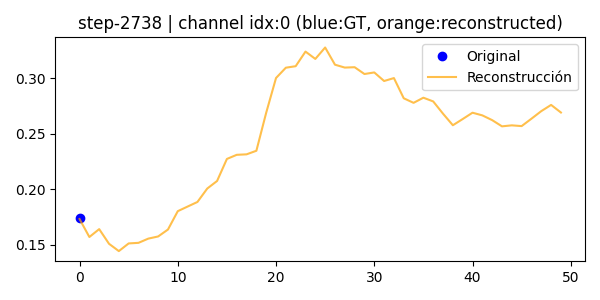 step-2738 | channel idx:0 (blue:GT, orange:reconstructed)
Original
Reconstrucción
0.30
0.25
0.20
0.15
0 10 20 30 40 50